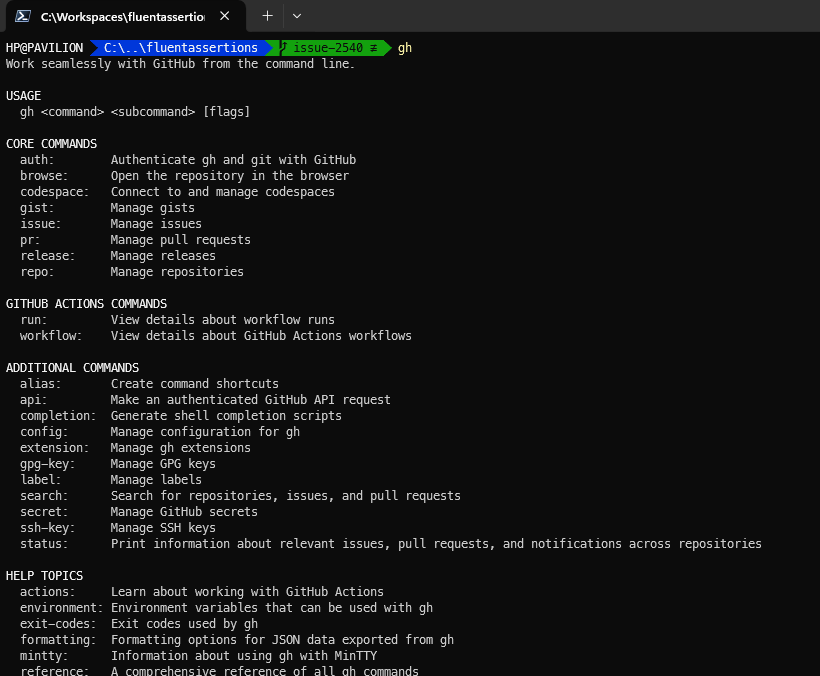 C:\Workspaces\fluentassertio
HP@PAVILION C:\..\fluentassertions issue-2540 ≢ gh
Work seamlessly with GitHub from the command line.
USAGE
gh <command> <subcommand> [flags]
CORE COMMANDS
auth: Authenticate gh and git with GitHub
browse: Open the repository in the browser
codespace: Connect to and manage codespaces
gist: Manage gists
issue: Manage issues
pr: Manage pull requests
release: Manage releases
repo: Manage repositories
GITHUB ACTIONS COMMANDS
run: View details about workflow runs
workflow: View details about GitHub Actions workflows
ADDITIONAL COMMANDS
alias: Create command shortcuts
api: Make an authenticated GitHub API request
completion: Generate shell completion scripts
config: Manage configuration for gh
extension: Manage gh extensions
gpg-key: Manage GPG keys
label: Manage labels
search: Search for repositories, issues, and pull requests
secret: Manage GitHub secrets
ssh-key: Manage SSH keys
status: Print information about relevant issues, pull requests, and notifications across repositories
HELP TOPICS
actions: Learn about working with GitHub Actions
environment: Environment variables that can be used with gh
exit-codes: Exit codes used by gh
formatting: Formatting options for JSON data exported from gh
mintty: Information about using gh with MinTTY
reference: A comprehensive reference of all gh commands